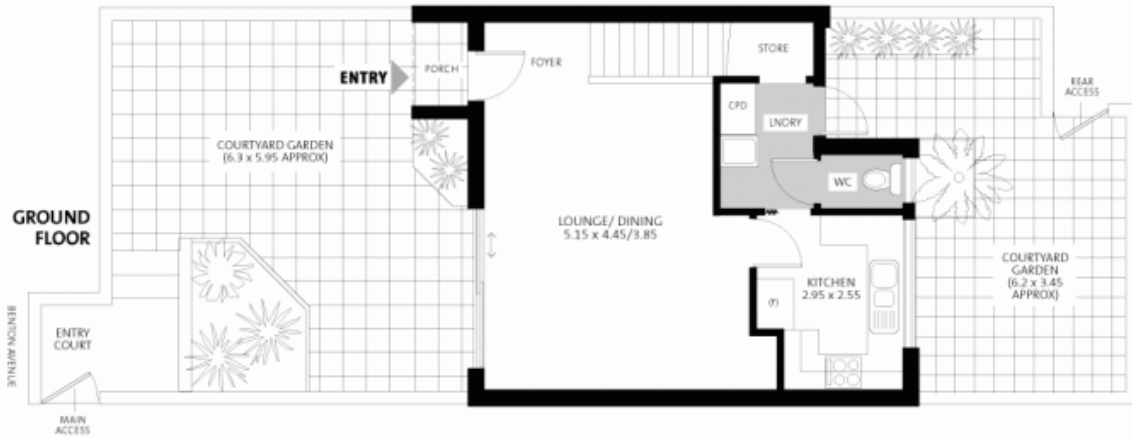 GROUND
FLOOR
BENTON AVENUE
ENTRY
COURT
MAIN
ACCESS
COURTYARD GARDEN
(6.3 x 5.95 APPROX)
ENTRY
PORCH
FOYER
STORE
CPD
LNDRY
WC
LOUNGE/ DINING
5.15 x 4.45/3.85
KITCHEN
2.95 x 2.55
(F)
REAR
ACCESS
COURTYARD
GARDEN
(6.2 x 3.45
APPROX)